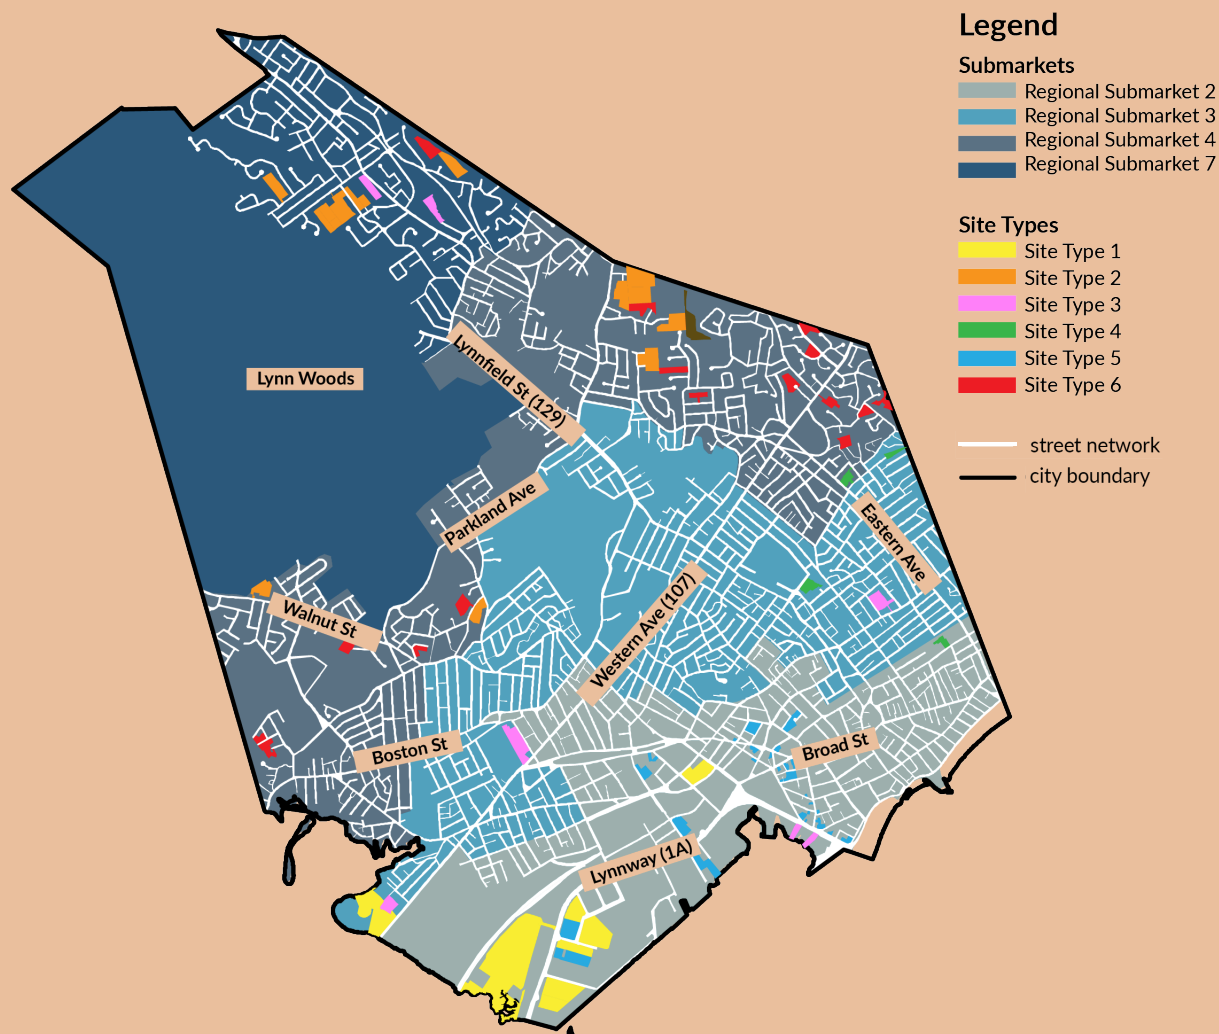 Legend
Submarkets
Regional Submarket 2
Regional Submarket 3
Regional Submarket 4
Regional Submarket 7
Site Types
Site Type 1
Site Type 2
Site Type 3
Site Type 4
Site Type 5
Site Type 6
street network
city boundary
Lynnfield St (129)
Lynn Woods
Parkland Ave
Eastern Ave
Walnut St
Western Ave (107)
Boston St
Broad St
Lynnway (1A)